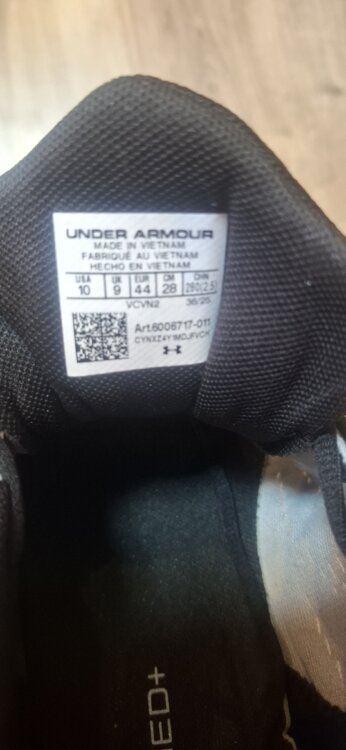 UNDER ARMOUR
MADE IN VIETNAM
FABRIQUÉ AU VIETNAM
HECHO EN VIETNAM
USA UK EUR CM CHN
10 9 44 28 280(2.5)
VCVN2 36/25
Art.6006717-011
ED+